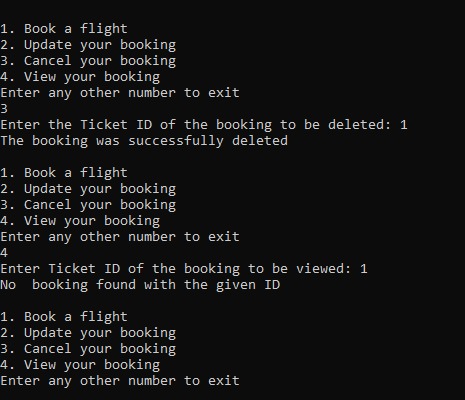 1. Book a flight
2. Update your booking
3. Cancel your booking
4. View your booking
Enter any other number to exit
3
Enter the Ticket ID of the booking to be deleted: 1
The booking was successfully deleted
1. Book a flight
2. Update your booking
3. Cancel your booking
4. View your booking
Enter any other number to exit
4
Enter Ticket ID of the booking to be viewed: 1
No  booking found with the given ID
1. Book a flight
2. Update your booking
3. Cancel your booking
4. View your booking
Enter any other number to exit